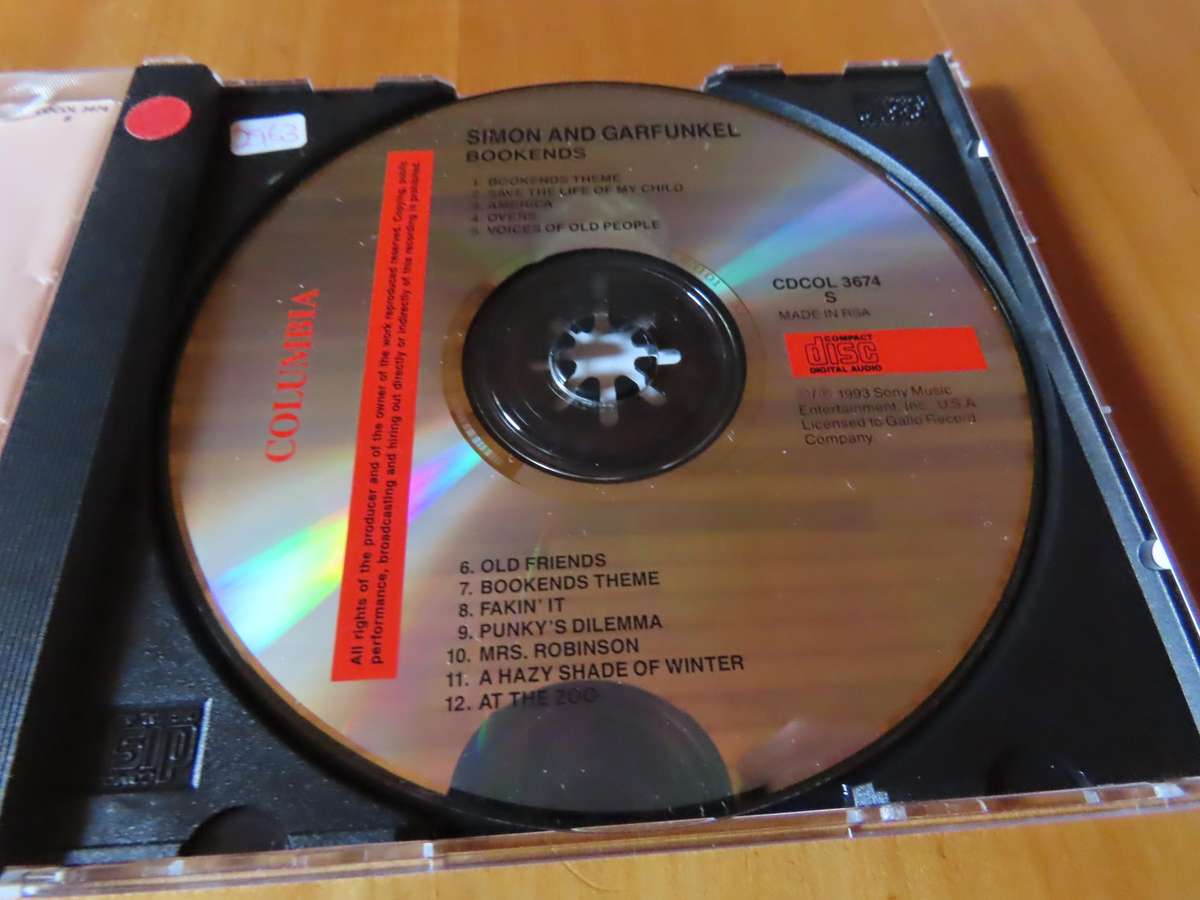 CDCOL 3674
S
2963
SIMON AND GARFUNKEL
BOOKENDS
1. BOOKENDS THEME
2. SAVE THE LIFE OF MY CHILD
3. AMERICA
4. OVERS
5. VOICES OF OLD PEOPLE
COLUMBIA
All rights of the producer and of the owner of the work reproduced reserved. Copying, public
performance, broadcasting and hiring out directly or indirectly of this recording is prohibited.
CDCOL 3674
S
MADE IN RSA
COMPACT
disc
DIGITAL AUDIO
©/℗ 1993 Sony Music
Entertainment, Inc. U.S.A.
Licensed to Gallo Record
Company
6. OLD FRIENDS
7. BOOKENDS THEME
8. FAKIN' IT
9. PUNKY'S DILEMMA
10. MRS. ROBINSON
11. A HAZY SHADE OF WINTER
12. AT THE ZOO